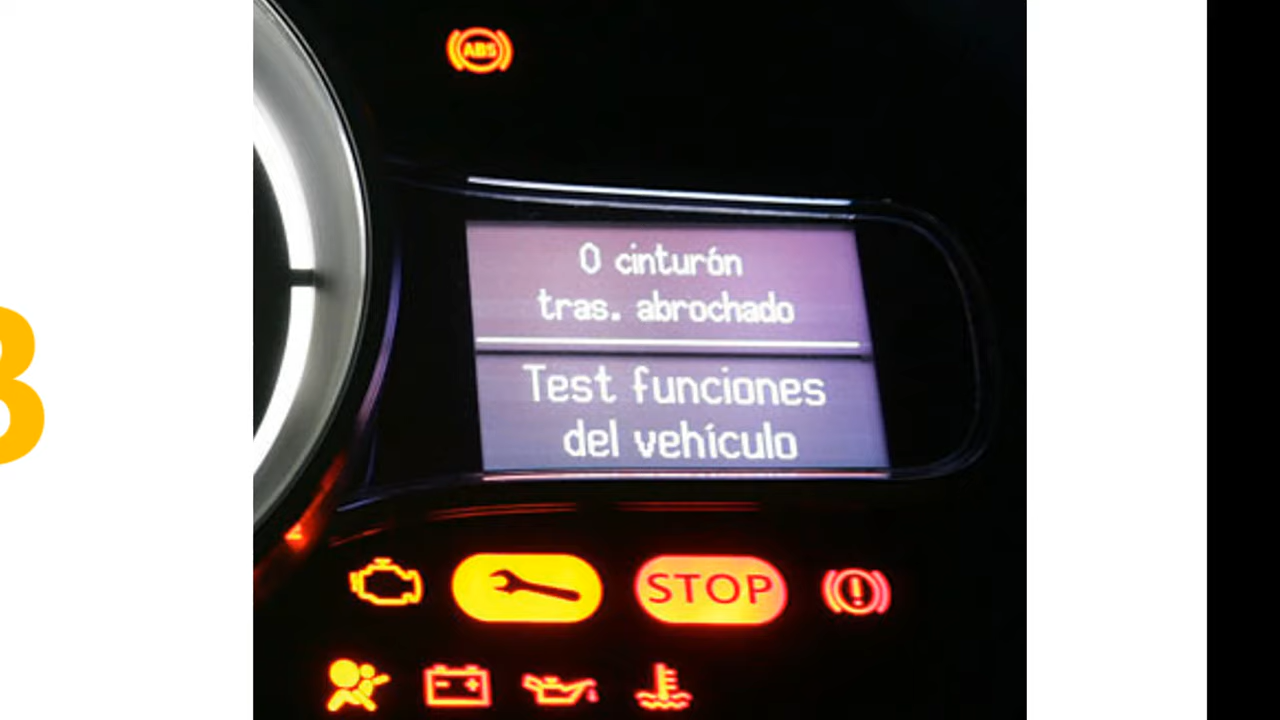 ABS
0 cinturón
tras. abrochado
Test funciones
del vehículo
STOP